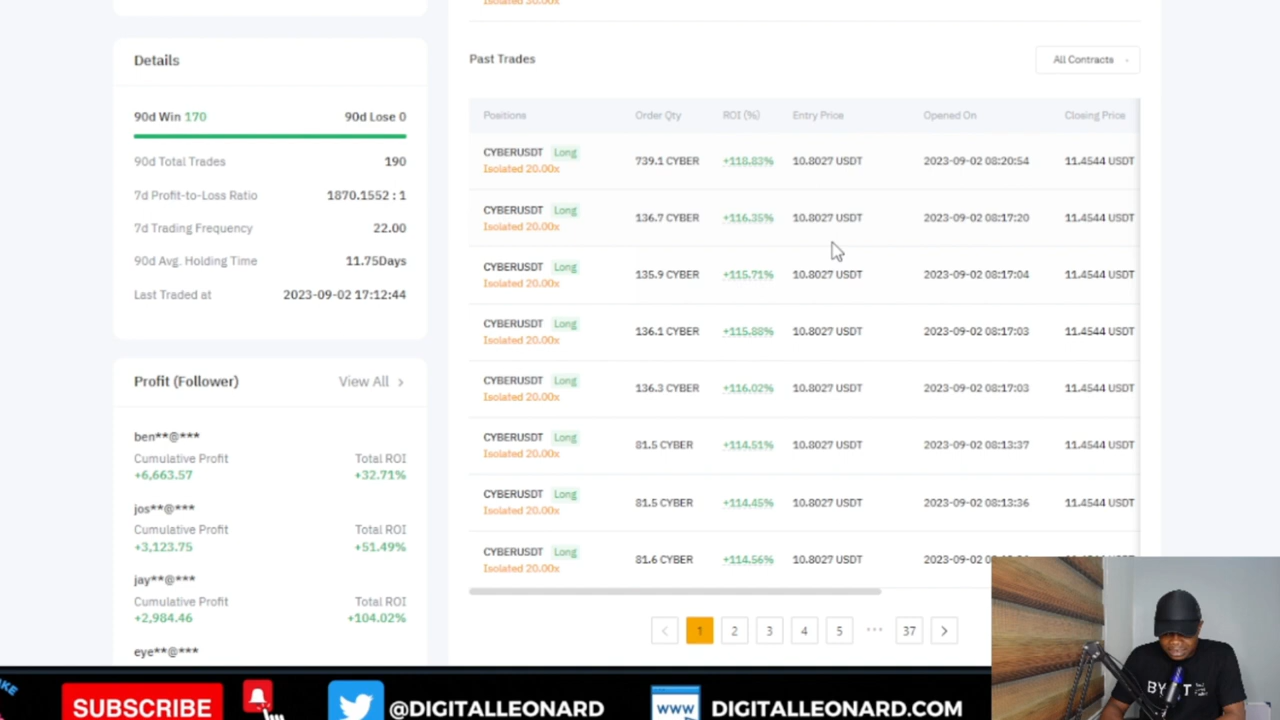 Isolated 30.00x
Details
90d Win 170 90d Lose 0
90d Total Trades 190
7d Profit-to-Loss Ratio 1870.1552 : 1
7d Trading Frequency 22.00
90d Avg. Holding Time 11.75Days
Last Traded at 2023-09-02 17:12:44
Profit (Follower) View All >
ben**@***
Cumulative Profit Total ROI
+6,663.57 +32.71%
jos**@***
Cumulative Profit Total ROI
+3,123.75 +51.49%
jay**@***
Cumulative Profit Total ROI
+2,984.46 +104.02%
eye**@***
Past Trades All Contracts
Positions Order Qty ROI (%) Entry Price Opened On Closing Price
CYBERUSDT Long
Isolated 20.00x
739.1 CYBER +118.83% 10.8027 USDT 2023-09-02 08:20:54 11.4544 USDT
CYBERUSDT Long
Isolated 20.00x
136.7 CYBER +116.35% 10.8027 USDT 2023-09-02 08:17:20 11.4544 USDT
CYBERUSDT Long
Isolated 20.00x
135.9 CYBER +115.71% 10.8027 USDT 2023-09-02 08:17:04 11.4544 USDT
CYBERUSDT Long
Isolated 20.00x
136.1 CYBER +115.88% 10.8027 USDT 2023-09-02 08:17:03 11.4544 USDT
CYBERUSDT Long
Isolated 20.00x
136.3 CYBER +116.02% 10.8027 USDT 2023-09-02 08:17:03 11.4544 USDT
CYBERUSDT Long
Isolated 20.00x
81.5 CYBER +114.51% 10.8027 USDT 2023-09-02 08:13:37 11.4544 USDT
CYBERUSDT Long
Isolated 20.00x
81.5 CYBER +114.45% 10.8027 USDT 2023-09-02 08:13:36 11.4544 USDT
CYBERUSDT Long
Isolated 20.00x
81.6 CYBER +114.56% 10.8027 USDT 2023-09-02
< 1 2 3 4 5 ••• 37 >
SUBSCRIBE @DIGITALLEONARD WWW DIGITALLEONARD.COM